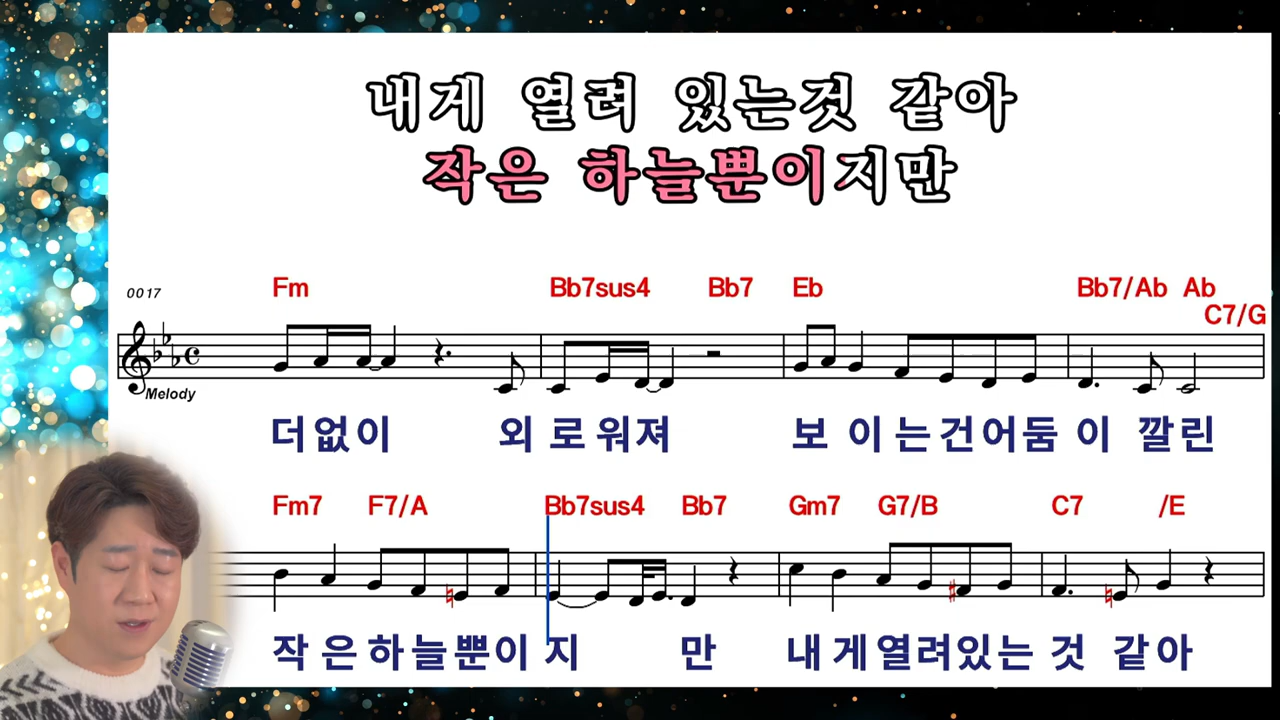 내게 열려 있는것 같아
작은 하늘뿐이지만
0017
Fm Bb7sus4 Bb7 Eb Bb7/Ab Ab
C7/G
Melody
더없이 외로워져 보이는건어둠이 깔린
Fm7 F7/A Bb7sus4 Bb7 Gm7 G7/B C7 /E
작은하늘뿐이지 만 내게열려있는 것 같아